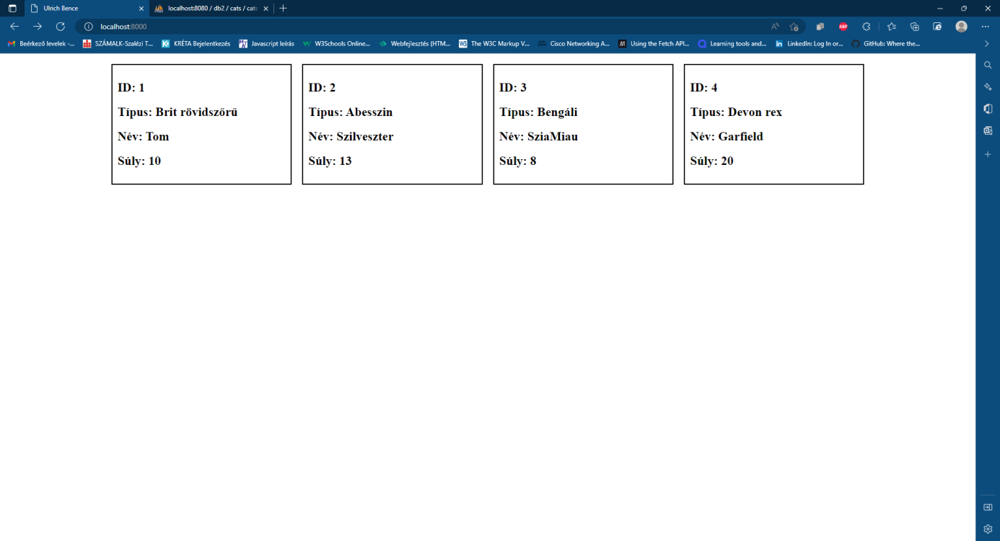 Ulrich Bence
localhost:8080 / db2 / cats / cats
localhost:8000
Beérkező levelek -...
SZÁMALK-Szalézi T...
KRÉTA Bejelentkezés
Javascript leírás
W3Schools Online...
Webfejlesztés (HTM...
The W3C Markup V...
Cisco Networking A...
Using the Fetch API...
Learning tools and...
LinkedIn: Log In or...
GitHub: Where the...
ID: 1
Típus: Brit rövidszőrű
Név: Tom
Súly: 10
ID: 2
Típus: Abesszin
Név: Szilveszter
Súly: 13
ID: 3
Típus: Bengáli
Név: SziaMiau
Súly: 8
ID: 4
Típus: Devon rex
Név: Garfield
Súly: 20